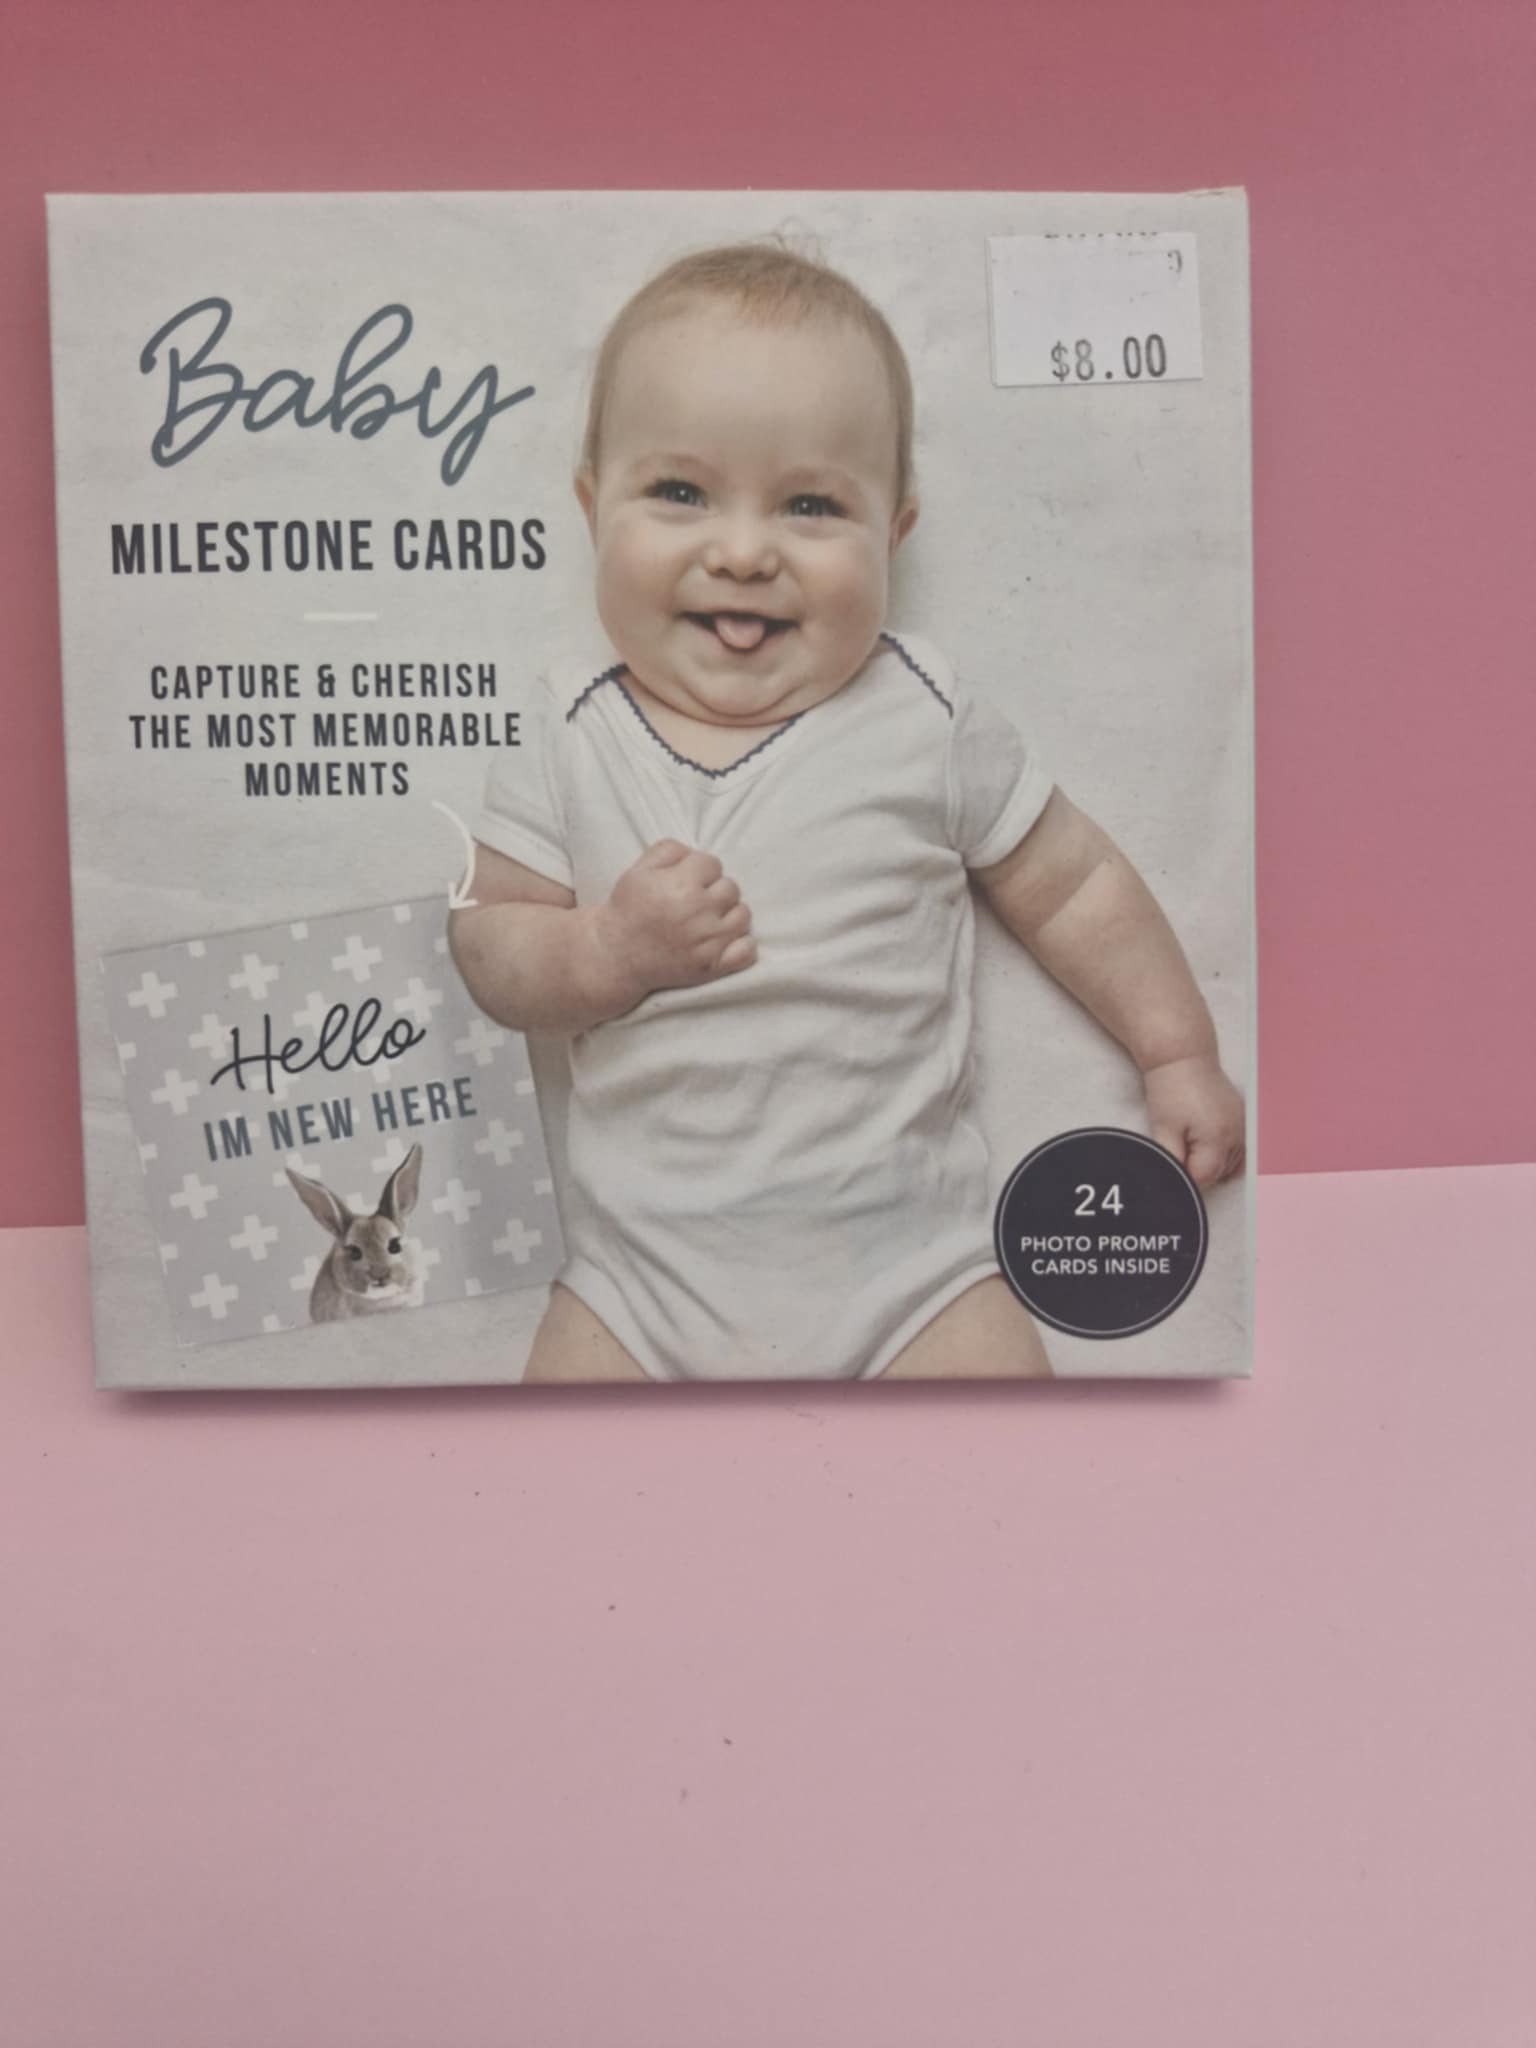 $8.00
Baby
MILESTONE CARDS
CAPTURE & CHERISH
THE MOST MEMORABLE
MOMENTS
Hello
IM NEW HERE
24
PHOTO PROMPT
CARDS INSIDE